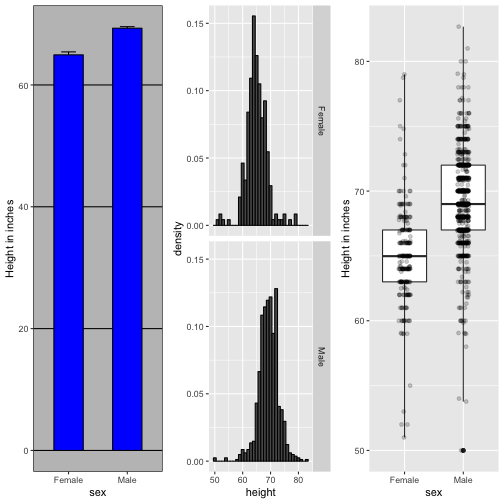 Height in inches
60
40
20
0
Female Male
sex
density
0.15
0.10
0.05
0.00
Female
0.15
0.10
0.05
0.00
Male
50 60 70 80
height
Height in inches
80
70
60
50
Female Male
sex